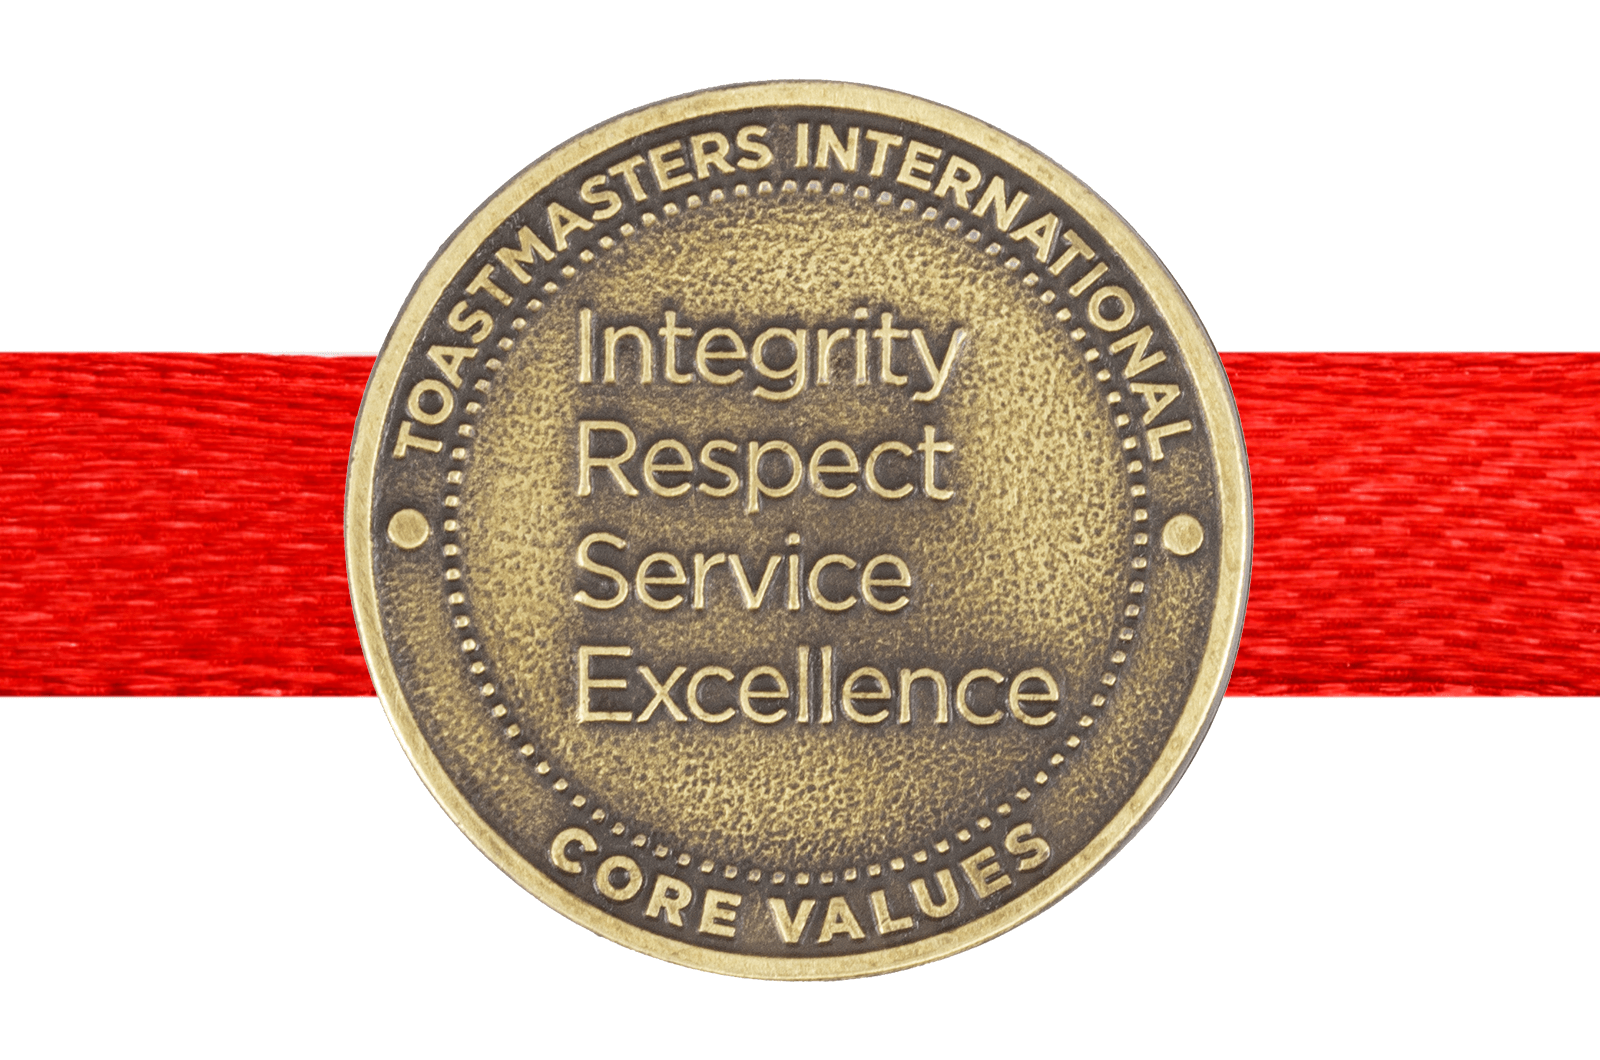 TOASTMASTERS INTERNATIONAL
Integrity
Respect
Service
Excellence
CORE VALUES